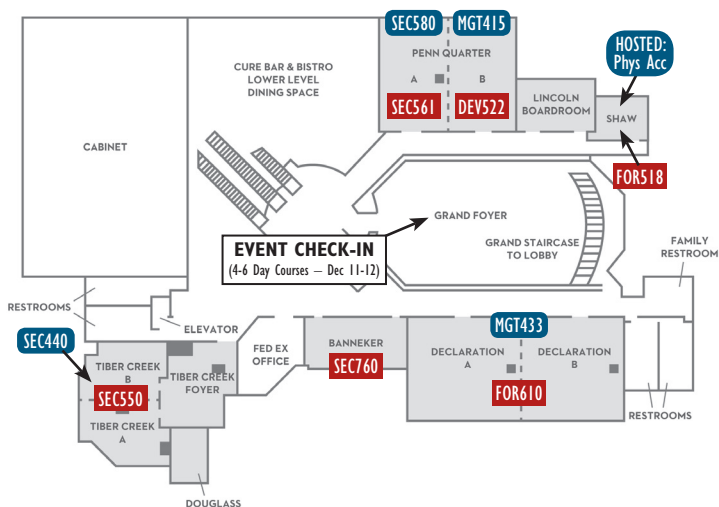 SEC580
MGT415
HOSTED:
Phys Acc
PENN QUARTER
A
B
SEC561
DEV522
LINCOLN
BOARDROOM
SHAW
FOR518
CURE BAR & BISTRO
LOWER LEVEL
DINING SPACE
CABINET
GRAND FOYER
EVENT CHECK-IN
(4-6 Day Courses — Dec 11-12)
GRAND STAIRCASE
TO LOBBY
FAMILY
RESTROOM
RESTROOMS
ELEVATOR
SEC440
TIBER CREEK
B
SEC550
TIBER CREEK
A
TIBER CREEK
FOYER
DOUGLASS
FED EX
OFFICE
BANNEKER
SEC760
MGT433
DECLARATION
A
DECLARATION
B
FOR610
RESTROOMS